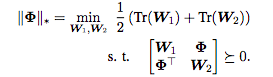 ‖Φ‖∗ = min_{W₁,W₂} 1/2 (Tr(W₁) + Tr(W₂))
s. t. [W₁ Φ; Φ⊤ W₂] ⪰ 0.